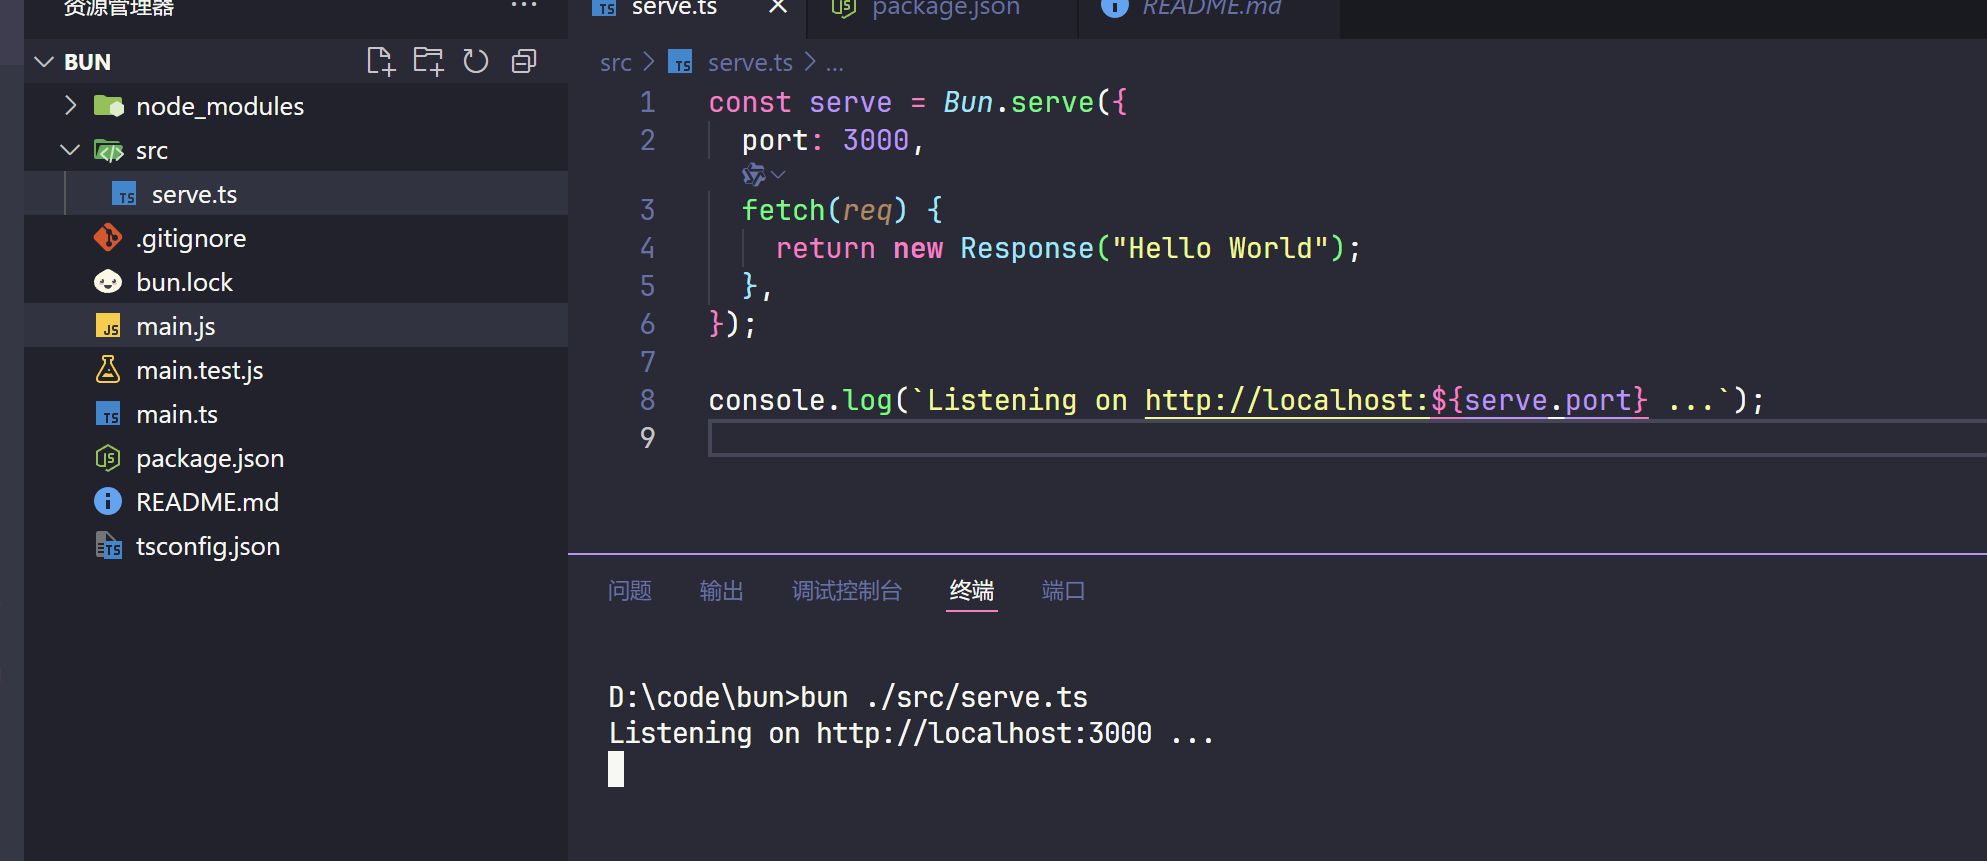 资源管理器 ...
BUN
node_modules
src
serve.ts
.gitignore
bun.lock
main.js
main.test.js
main.ts
package.json
README.md
tsconfig.json
serve.ts package.json README.md
src > serve.ts > ...
1 const serve = Bun.serve({
2 port: 3000,
3 fetch(req) {
4 return new Response("Hello World");
5 },
6 });
7
8 console.log(`Listening on http://localhost:${serve.port} ...`);
9
问题 输出 调试控制台 终端 端口
D:\code\bun>bun ./src/serve.ts
Listening on http://localhost:3000 ...